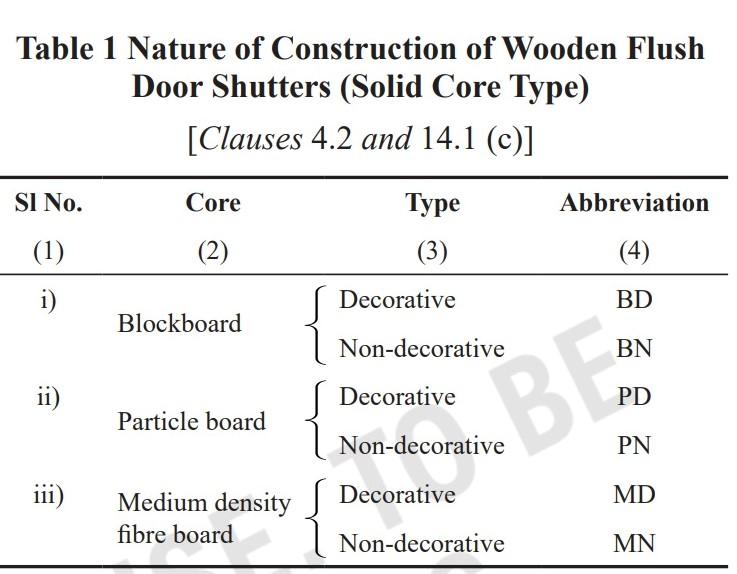 Table 1 Nature of Construction of Wooden Flush
Door Shutters (Solid Core Type)
[Clauses 4.2 and 14.1 (c)]
Sl No. Core Type Abbreviation
(1) (2) (3) (4)
i) Blockboard Decorative BD
Non-decorative BN
ii) Particle board Decorative PD
Non-decorative PN
iii) Medium density Decorative MD
fibre board Non-decorative MN
TO BE